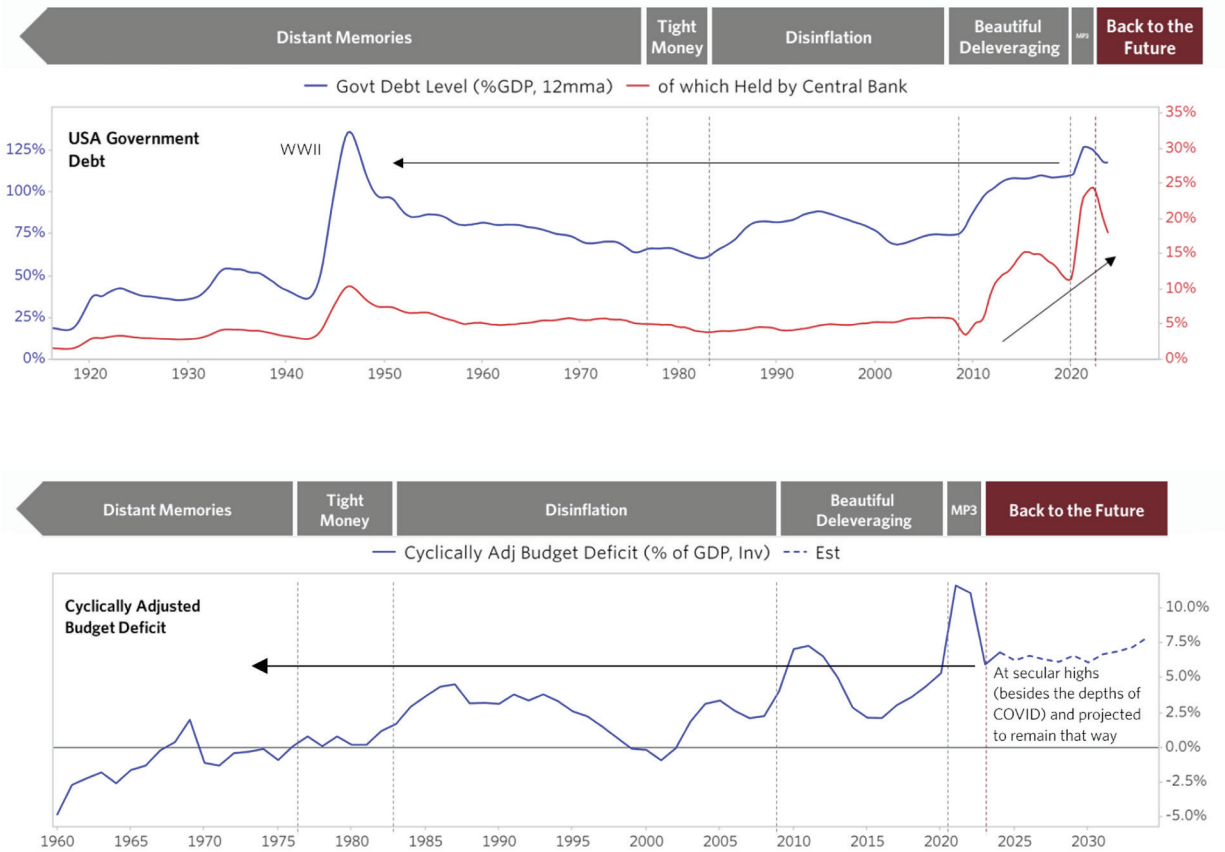 Distant Memories
Tight
Money
Disinflation
Beautiful
Deleveraging
MP3
Back to the
Future
Govt Debt Level (%GDP, 12mma)
of which Held by Central Bank
USA Government
Debt
WWII
125%
100%
75%
50%
25%
0%
35%
30%
25%
20%
15%
10%
5%
0%
1920 1930 1940 1950 1960 1970 1980 1990 2000 2010 2020
Distant Memories
Tight
Money
Disinflation
Beautiful
Deleveraging
MP3
Back to the Future
Cyclically Adj Budget Deficit (% of GDP, Inv) Est
Cyclically Adjusted
Budget Deficit
10.0%
7.5%
5.0%
2.5%
0.0%
-2.5%
-5.0%
At secular highs
(besides the depths of
COVID) and projected
to remain that way
1960 1965 1970 1975 1980 1985 1990 1995 2000 2005 2010 2015 2020 2025 2030